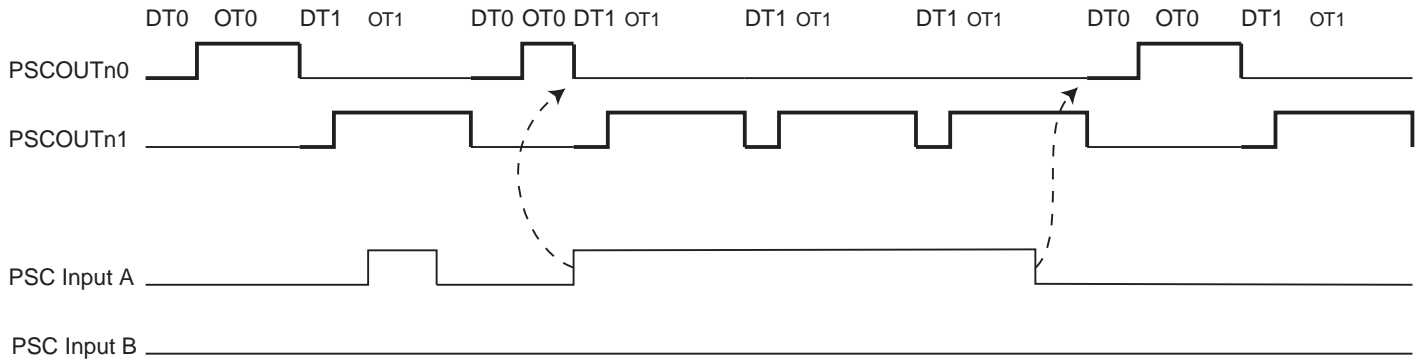 DT0 OT0 DT1 OT1 DT0 OT0 DT1 OT1 DT1 OT1 DT1 OT1 DT0 OT0 DT1 OT1
PSCOUTn0
PSCOUTn1
PSC Input A
PSC Input B